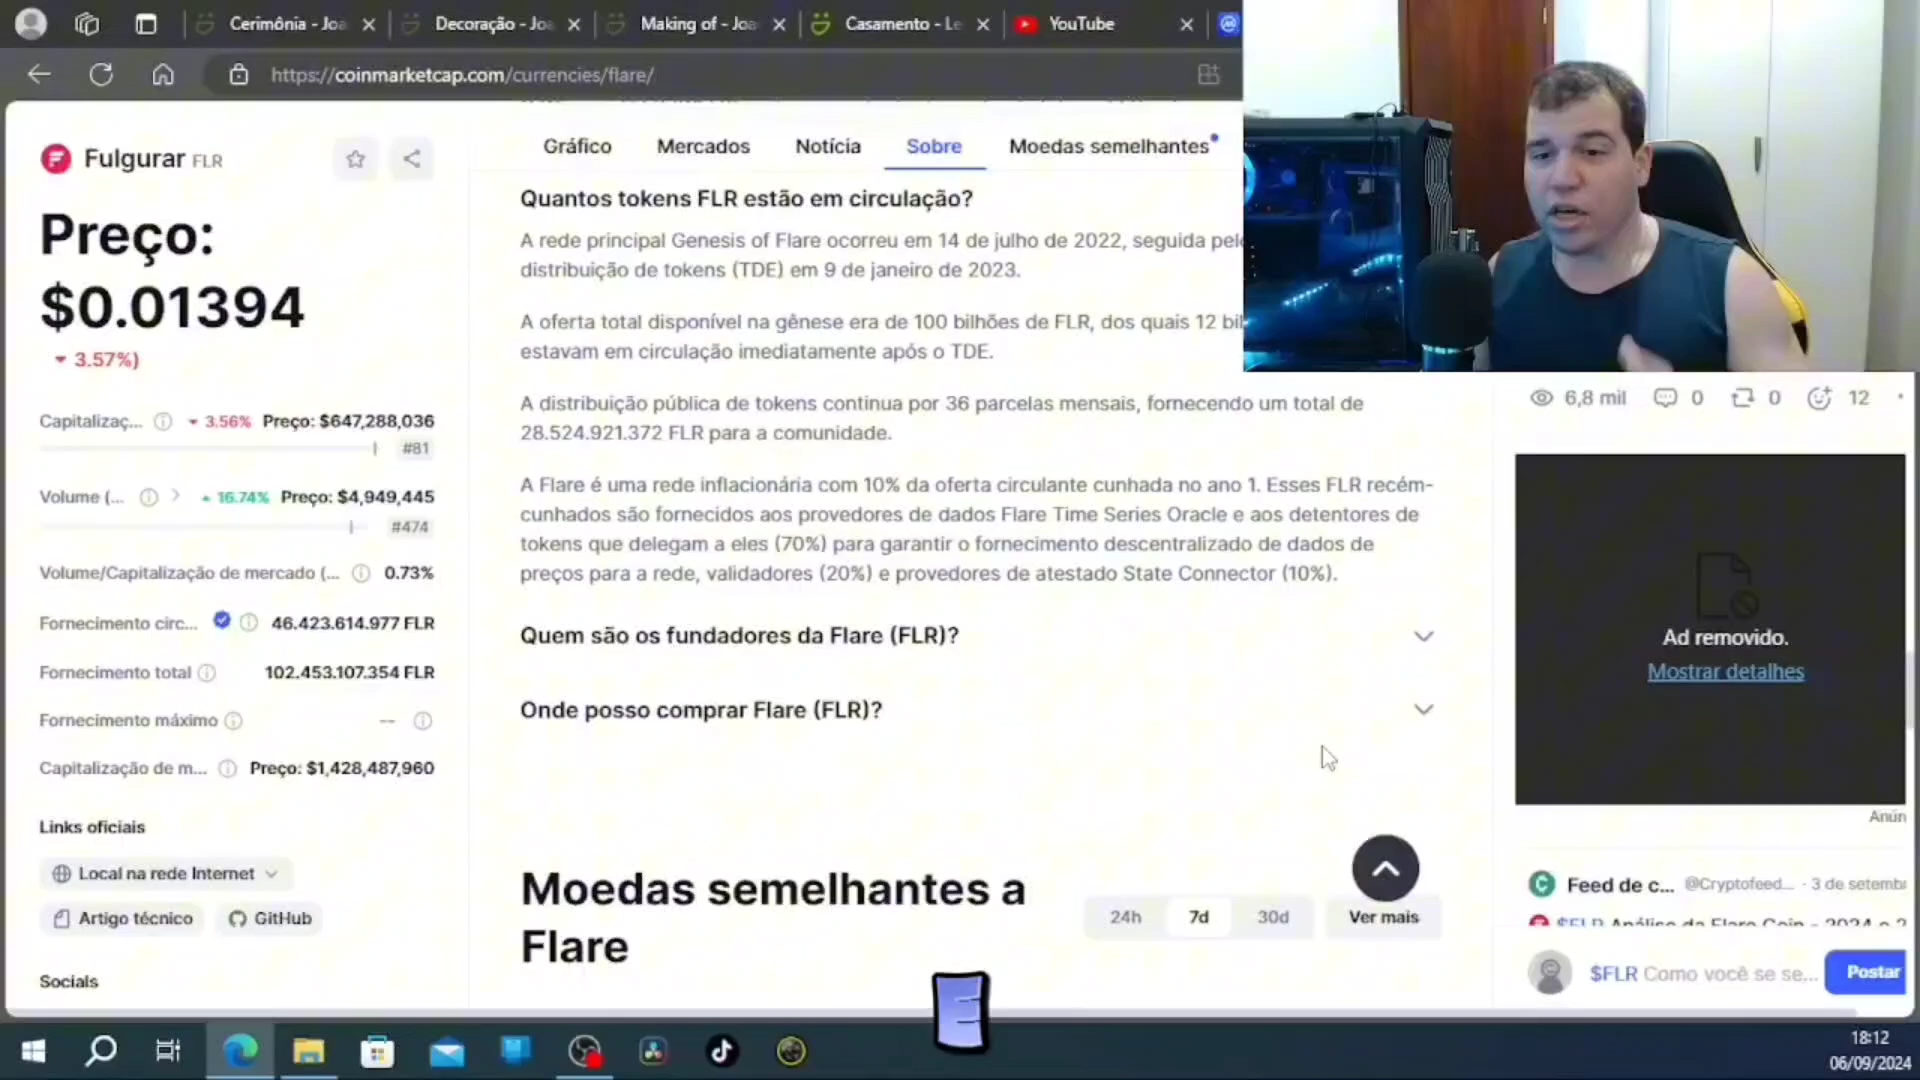 Cerimônia - Joa
Decoração - Joa
Making of - Joa
Casamento - Le
YouTube
https://coinmarketcap.com/currencies/flare/
Fulgurar FLR
Preço:
$0.01394
3.57%)
Capitalizaç... 3.56% Preço: $647,288,036
#81
Volume (... 16.74% Preço: $4,949,445
#474
Volume/Capitalização de mercado (... 0.73%
Fornecimento circ... 46.423.614.977 FLR
Fornecimento total 102.453.107.354 FLR
Fornecimento máximo --
Capitalização de m... Preço: $1,428,487,960
Links oficiais
Local na rede Internet
Artigo técnico GitHub
Socials
Gráfico Mercados Notícia Sobre Moedas semelhantes
Quantos tokens FLR estão em circulação?
A rede principal Genesis of Flare ocorreu em 14 de julho de 2022, seguida pelo
distribuição de tokens (TDE) em 9 de janeiro de 2023.
A oferta total disponível na gênese era de 100 bilhões de FLR, dos quais 12 bil
estavam em circulação imediatamente após o TDE.
A distribuição pública de tokens continua por 36 parcelas mensais, fornecendo um total de
28.524.921.372 FLR para a comunidade.
A Flare é uma rede inflacionária com 10% da oferta circulante cunhada no ano 1. Esses FLR recém-
cunhados são fornecidos aos provedores de dados Flare Time Series Oracle e aos detentores de
tokens que delegam a eles (70%) para garantir o fornecimento descentralizado de dados de
preços para a rede, validadores (20%) e provedores de atestado State Connector (10%).
Quem são os fundadores da Flare (FLR)?
Onde posso comprar Flare (FLR)?
Moedas semelhantes a
Flare
24h 7d 30d Ver mais
6,8 mil 0 0 12
Ad removido.
Mostrar detalhes
Anún
Feed de c... @Cryptofeed... · 3 de setemb
$FLR Análise da Flare Coin - 2024 a 2
$FLR Como você se se...
Postar
18:12
06/09/2024